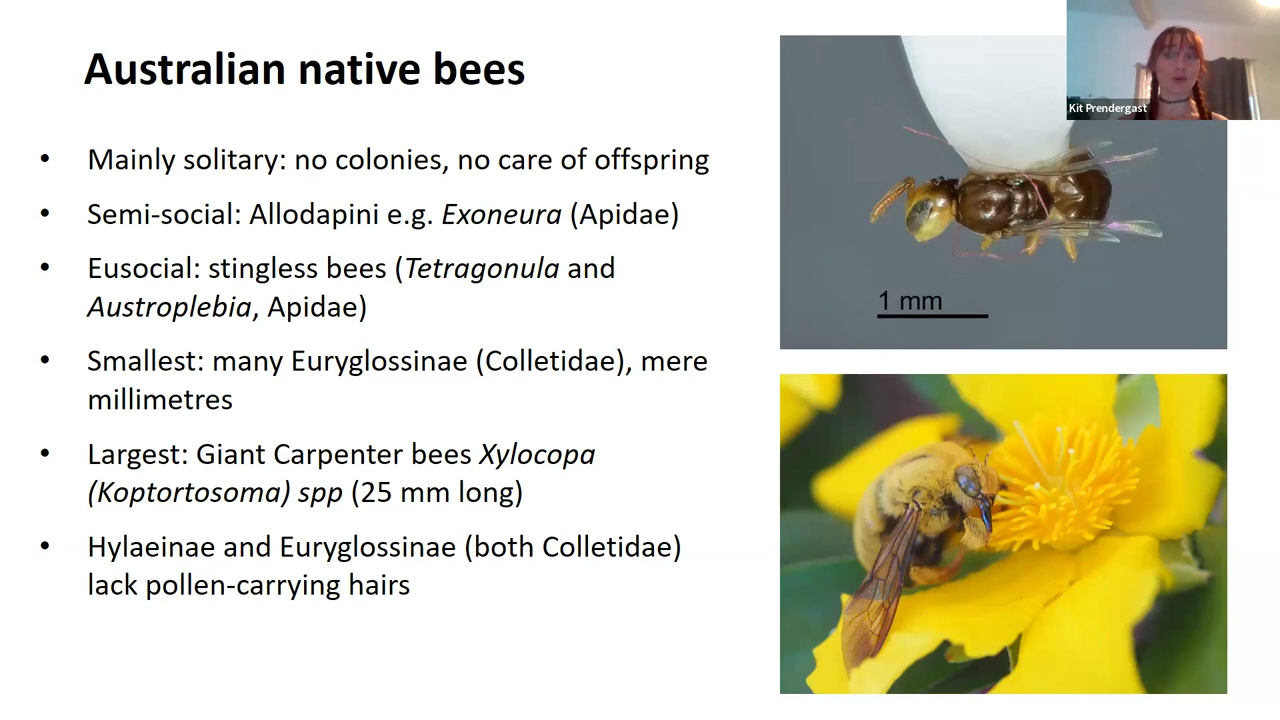 Australian native bees
Kit Prendergast
• Mainly solitary: no colonies, no care of offspring
• Semi-social: Allodapini e.g. Exoneura (Apidae)
• Eusocial: stingless bees (Tetragonula and
Austroplebia, Apidae)
• Smallest: many Euryglossinae (Colletidae), mere
millimetres
• Largest: Giant Carpenter bees Xylocopa
(Koptortosoma) spp (25 mm long)
• Hylaeinae and Euryglossinae (both Colletidae)
lack pollen-carrying hairs
1 mm